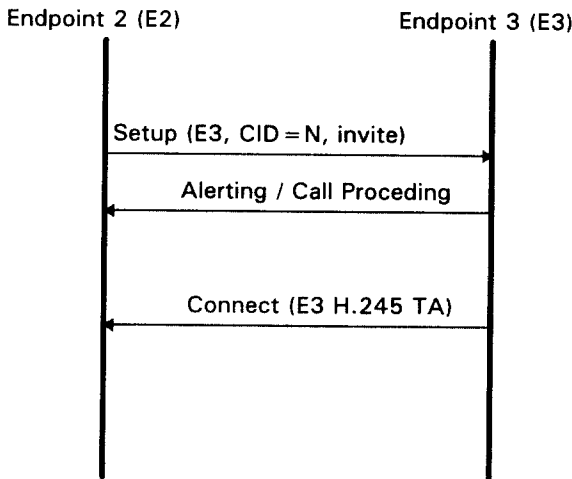 Endpoint 2 (E2)
Endpoint 3 (E3)
Setup (E3, CID = N, invite)
Alerting / Call Proceding
Connect (E3 H.245 TA)